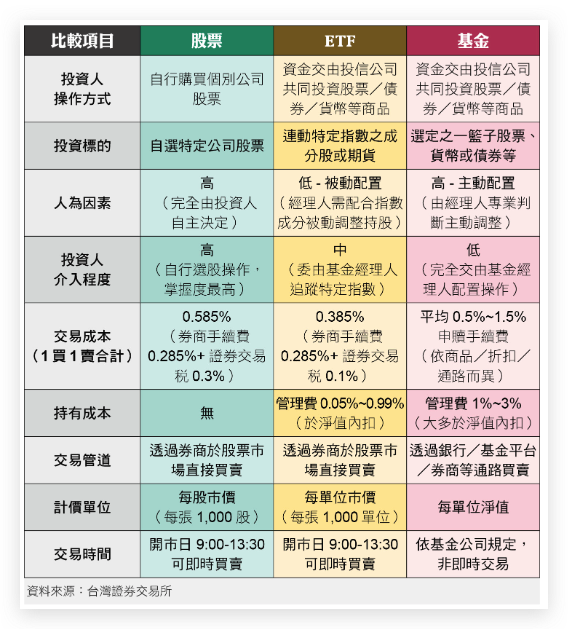 比較項目 股票 ETF 基金
投資人
操作方式
自行購買個別公司
股票
資金交由投信公司
共同投資股票／債
券／貨幣等商品
資金交由投信公司
共同投資股票／債
券／貨幣等商品
投資標的
自選特定公司股票
連動特定指數之成
分股或期貨
選定之一籃子股票、
貨幣或債券等
人為因素
高
（完全由投資人
自主決定）
低 - 被動配置
（經理人需配合指數
成分被動調整持股）
高 - 主動配置
（由經理人專業判
斷主動調整）
投資人
介入程度
高
（自行選股操作，
掌握度最高）
中
（委由基金經理人
追蹤特定指數）
低
（完全交由基金經
理人配置操作）
交易成本
（1 買 1 賣合計）
0.585%
（券商手續費
0.285%+ 證券交易
稅 0.3%）
0.385%
（券商手續費
0.285%+ 證券交易
稅 0.1%）
平均 0.5%~1.5%
申贖手續費
（依商品／折扣／
通路而異）
持有成本
無
管理費 0.05%~0.99%
（於淨值內扣）
管理費 1%~3%
（大多於淨值內扣）
交易管道
透過券商於股票市
場直接買賣
透過券商於股票市
場直接買賣
透過銀行／基金平台
／券商等通路買賣
計價單位
每股市價
（每張 1,000 股）
每單位市價
（每張 1,000 單位）
每單位淨值
交易時間
開市日 9:00-13:30
可即時買賣
開市日 9:00-13:30
可即時買賣
依基金公司規定，
非即時交易
資料來源：台灣證券交易所